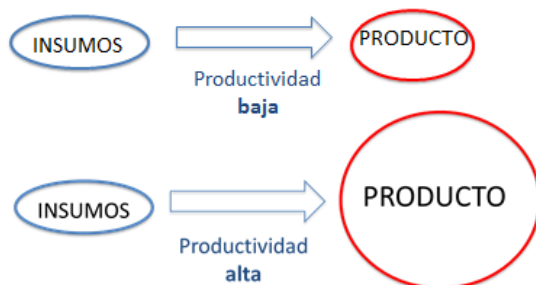 INSUMOS
PRODUCTO
Productividad
baja
INSUMOS
PRODUCTO
Productividad
alta